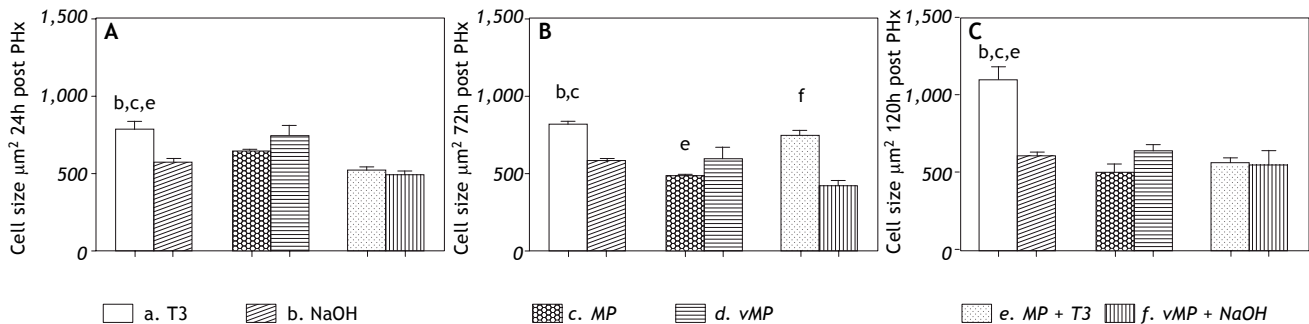 Cell size μm² 24h post PHx
1,500
1,000
500
0
A
b,c,e
Cell size μm² 72h post PHx
1,500
1,000
500
0
B
b,c
e
f
Cell size μm² 120h post PHx
1,500
1,000
500
0
C
b,c,e
a. T3
b. NaOH
c. MP
d. vMP
e. MP + T3
f. vMP + NaOH